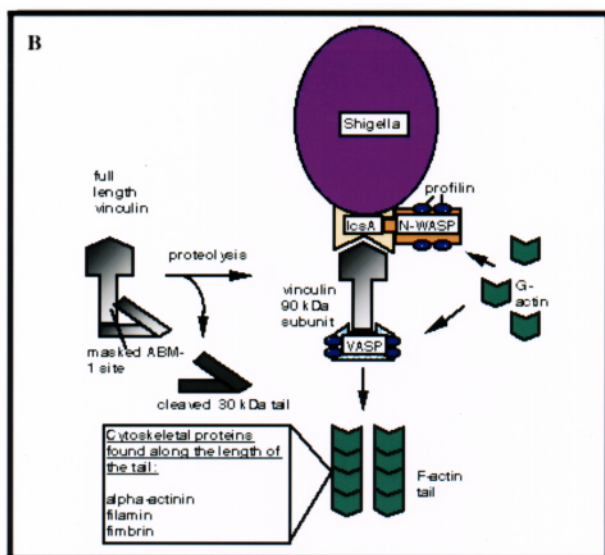 B
Shigella
full
length
vinculin
profilin
IcsA
N-WASP
proteolysis
vinculin
90 kDa
subunit
G-
actin
masked ABM-
1 site
VASP
cleaved 30 kDa tail
Cytoskeletal proteins
found along the length of
the tail:
alpha-actinin
filamin
fimbrin
F-actin
tail